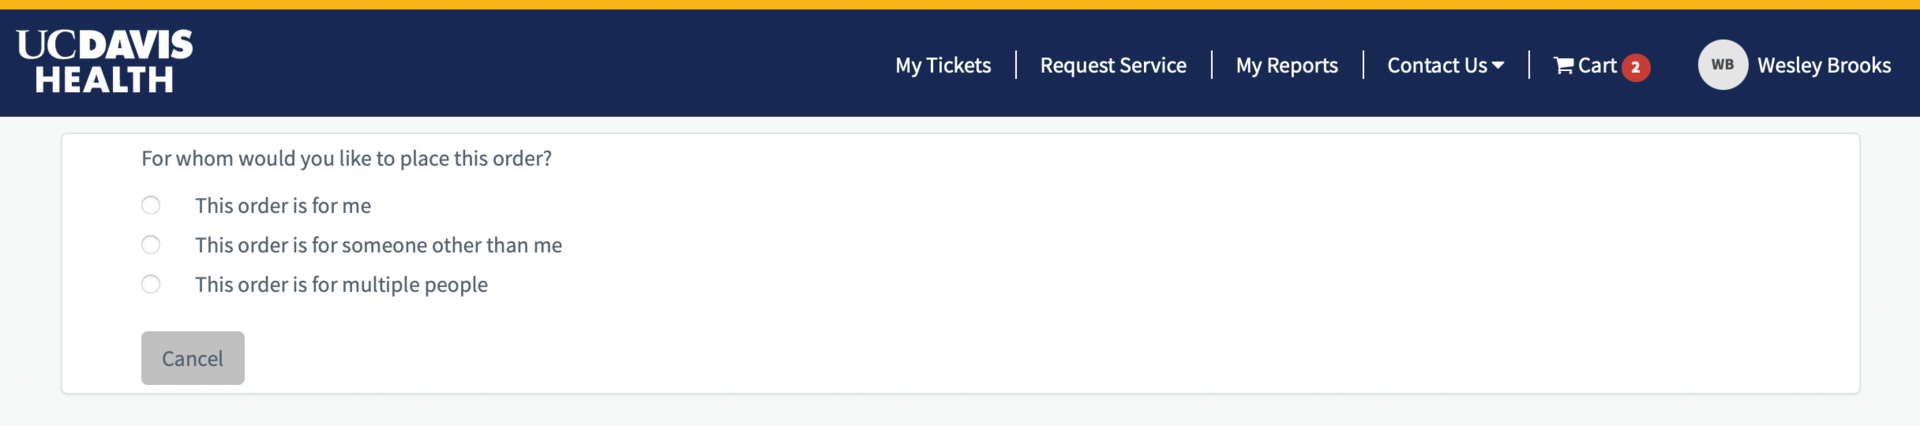 UCDAVIS
HEALTH
My Tickets
Request Service
My Reports
Contact Us
Cart 2
WB
Wesley Brooks
For whom would you like to place this order?
This order is for me
This order is for someone other than me
This order is for multiple people
Cancel